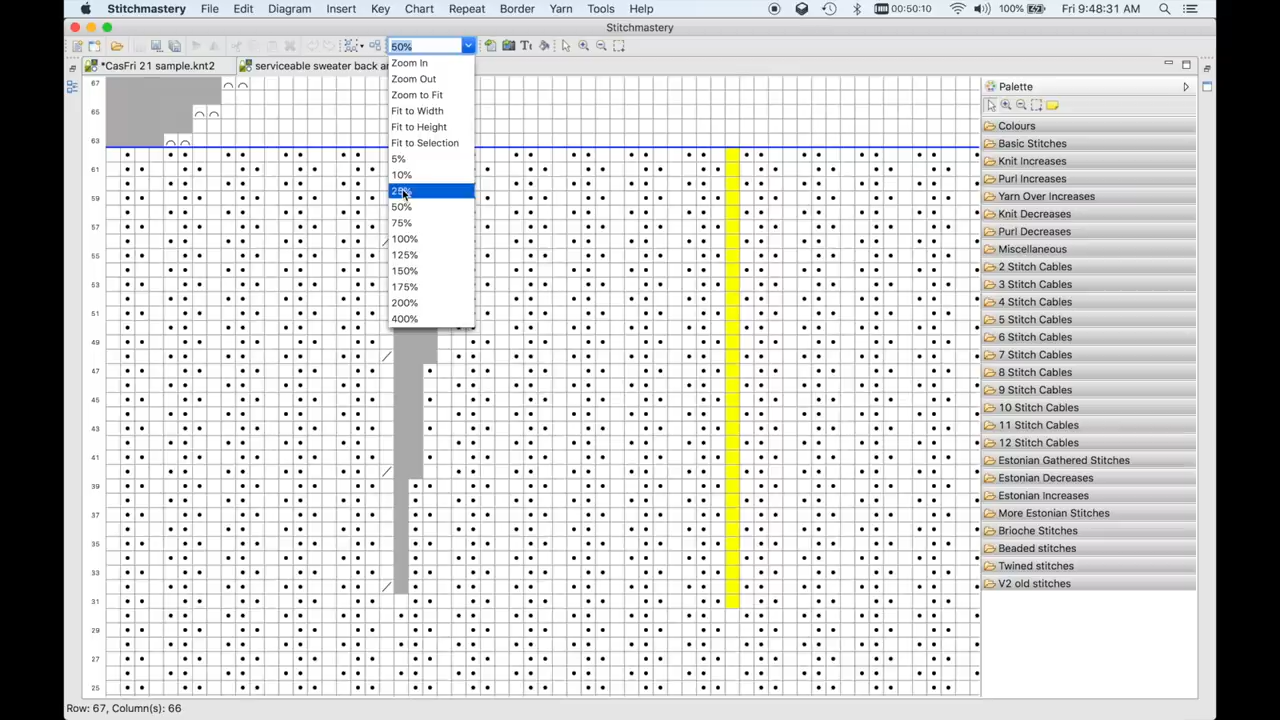 Stitchmastery File Edit Diagram Insert Key Chart Repeat Border Yarn Tools Help 00:50:10 100% Fri 9:48:31 AM
Stitchmastery
50%
*CasFri 21 sample.knt2 serviceable sweater back an
Zoom In
Zoom Out
Zoom to Fit
Fit to Width
Fit to Height
Fit to Selection
5%
10%
25%
50%
75%
100%
125%
150%
175%
200%
400%
67
65
63
61
59
57
55
53
51
49
47
45
43
41
39
37
35
33
31
29
27
25
Palette
Colours
Basic Stitches
Knit Increases
Purl Increases
Yarn Over Increases
Knit Decreases
Purl Decreases
Miscellaneous
2 Stitch Cables
3 Stitch Cables
4 Stitch Cables
5 Stitch Cables
6 Stitch Cables
7 Stitch Cables
8 Stitch Cables
9 Stitch Cables
10 Stitch Cables
11 Stitch Cables
12 Stitch Cables
Estonian Gathered Stitches
Estonian Decreases
Estonian Increases
More Estonian Stitches
Brioche Stitches
Beaded stitches
Twined stitches
V2 old stitches
Row: 67, Column(s): 66